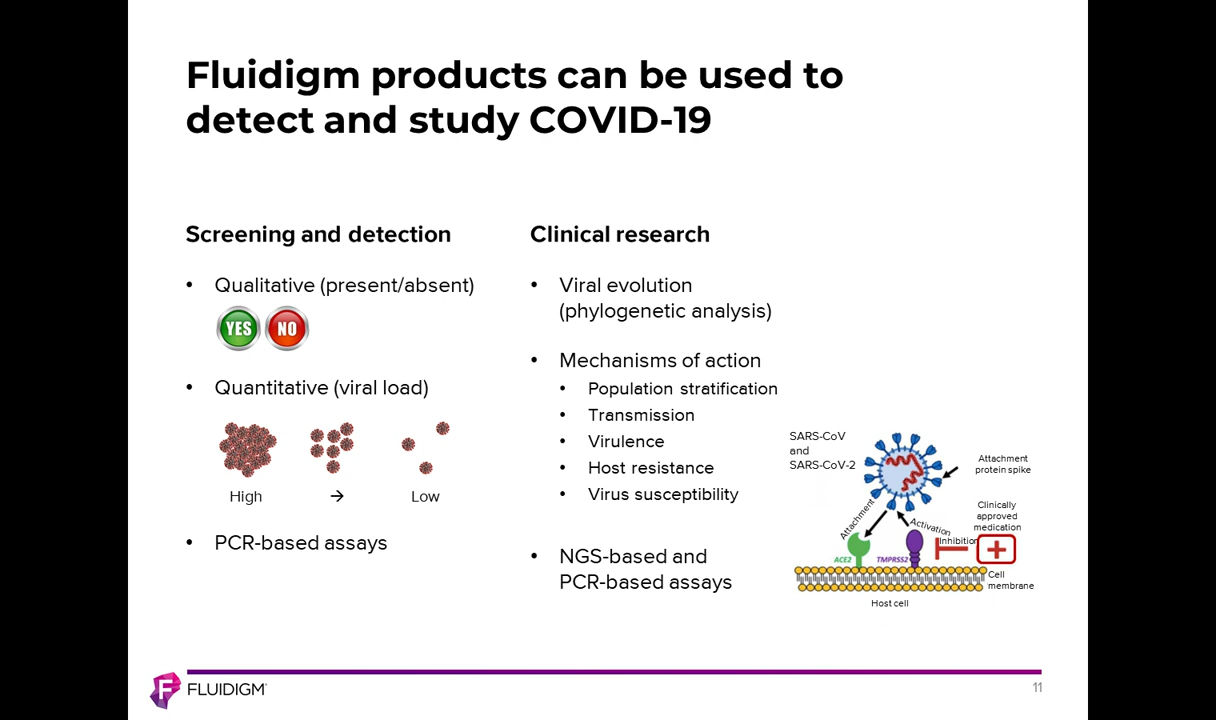 Fluidigm products can be used to
detect and study COVID-19
Screening and detection
• Qualitative (present/absent)
YES NO
• Quantitative (viral load)
High → Low
• PCR-based assays
Clinical research
• Viral evolution
(phylogenetic analysis)
• Mechanisms of action
• Population stratification
• Transmission
• Virulence
• Host resistance
• Virus susceptibility
• NGS-based and
PCR-based assays
SARS-CoV
and
SARS-CoV-2
Attachment
protein spike
Clinically
approved
medication
Attachment
Activation
Inhibition
ACE2
TMPRSS2
Cell
membrane
Host cell
F FLUIDIGM
11